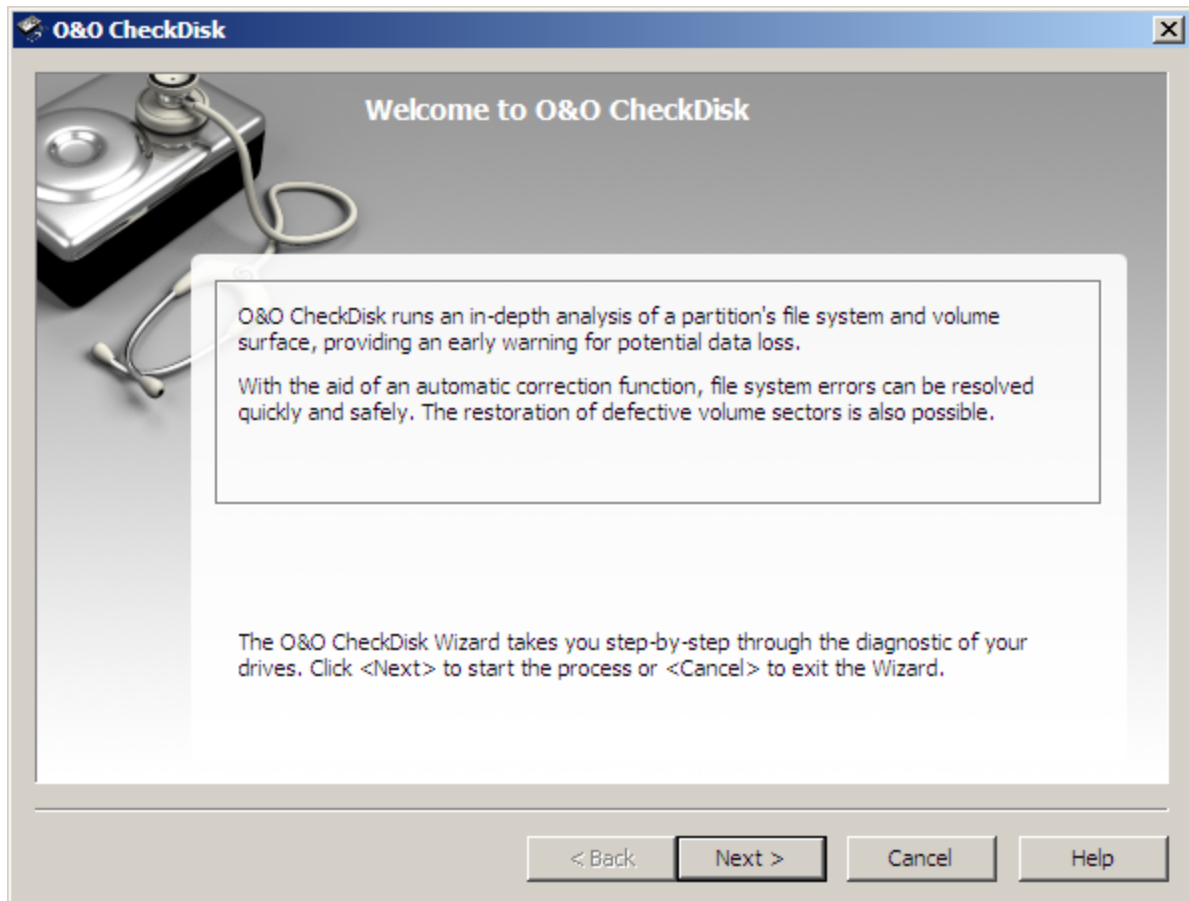 O&O CheckDisk
Welcome to O&O CheckDisk
O&O CheckDisk runs an in-depth analysis of a partition's file system and volume
surface, providing an early warning for potential data loss.
With the aid of an automatic correction function, file system errors can be resolved
quickly and safely. The restoration of defective volume sectors is also possible.
The O&O CheckDisk Wizard takes you step-by-step through the diagnostic of your
drives. Click <Next> to start the process or <Cancel> to exit the Wizard.
< Back Next > Cancel Help